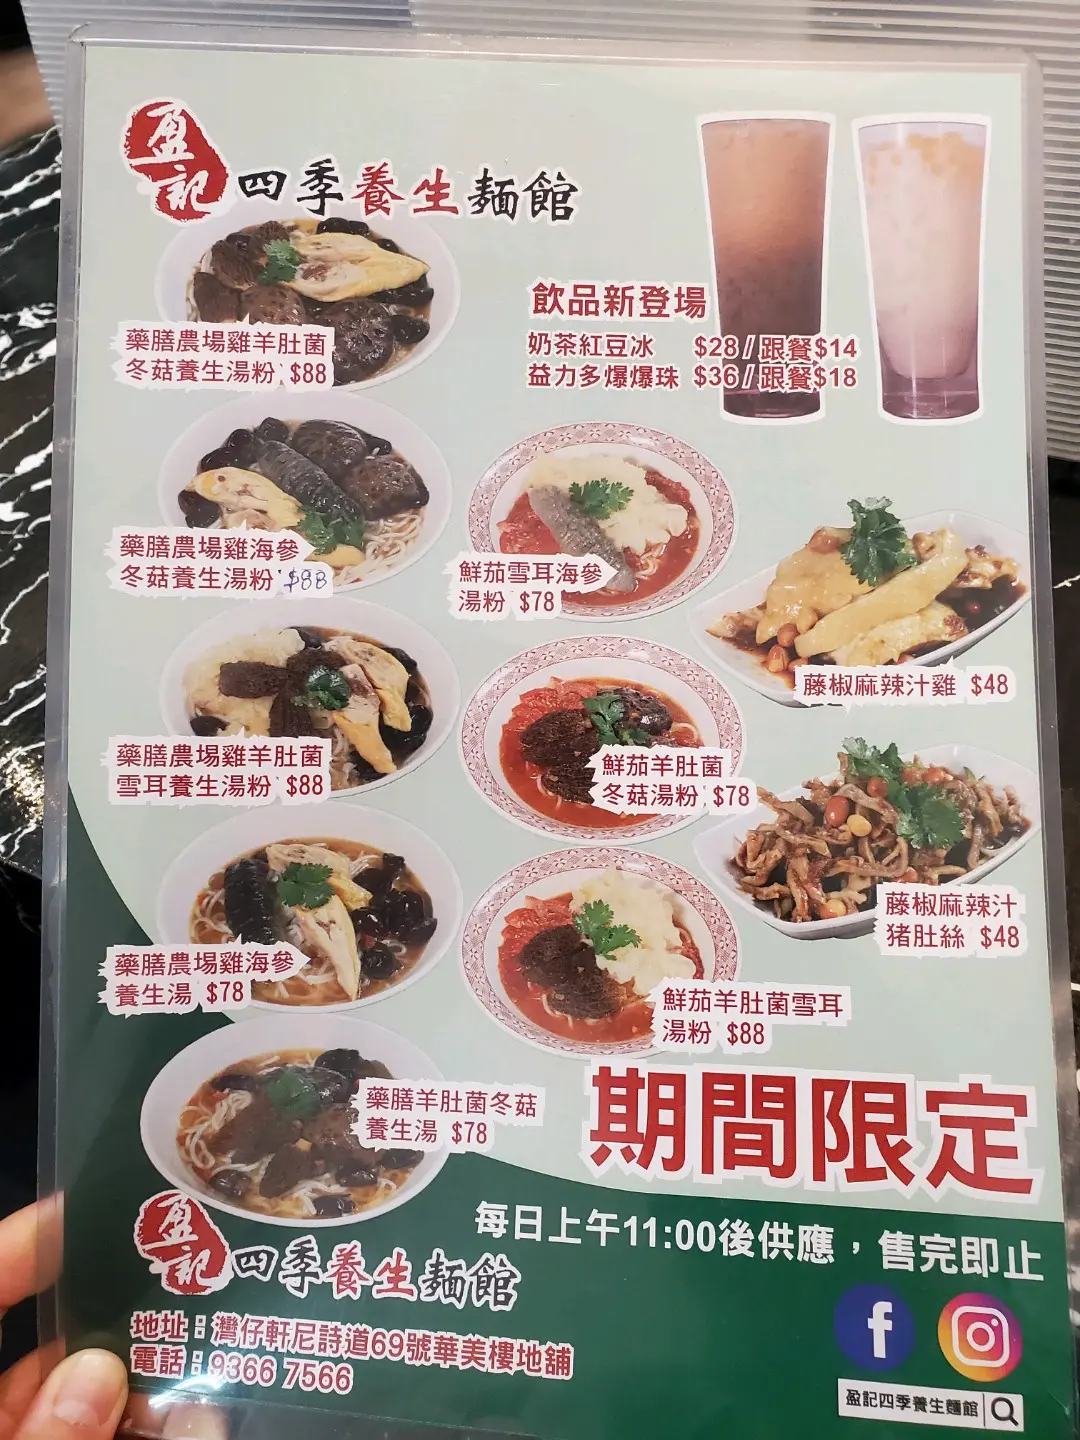 盈記
四季養生麵館
飲品新登場
奶茶紅豆冰 $28/跟餐$14
益力多爆爆珠 $36/跟餐$18
藥膳農場雞羊肚菌
冬菇養生湯粉 $88
藥膳農場雞海參
冬菇養生湯粉 $88
藥膳農場雞羊肚菌
雪耳養生湯粉 $88
藥膳農場雞海參
養生湯 $78
藥膳羊肚菌冬菇
養生湯 $78
鮮茄雪耳海參
湯粉 $78
鮮茄羊肚菌
冬菇湯粉 $78
鮮茄羊肚菌雪耳
湯粉 $88
藤椒麻辣汁雞 $48
藤椒麻辣汁
猪肚絲 $48
期間限定
每日上午11:00後供應，售完即止
盈記
四季養生麵館
地址：灣仔軒尼詩道69號華美樓地舖
電話：9366 7566
盈記四季養生麵館